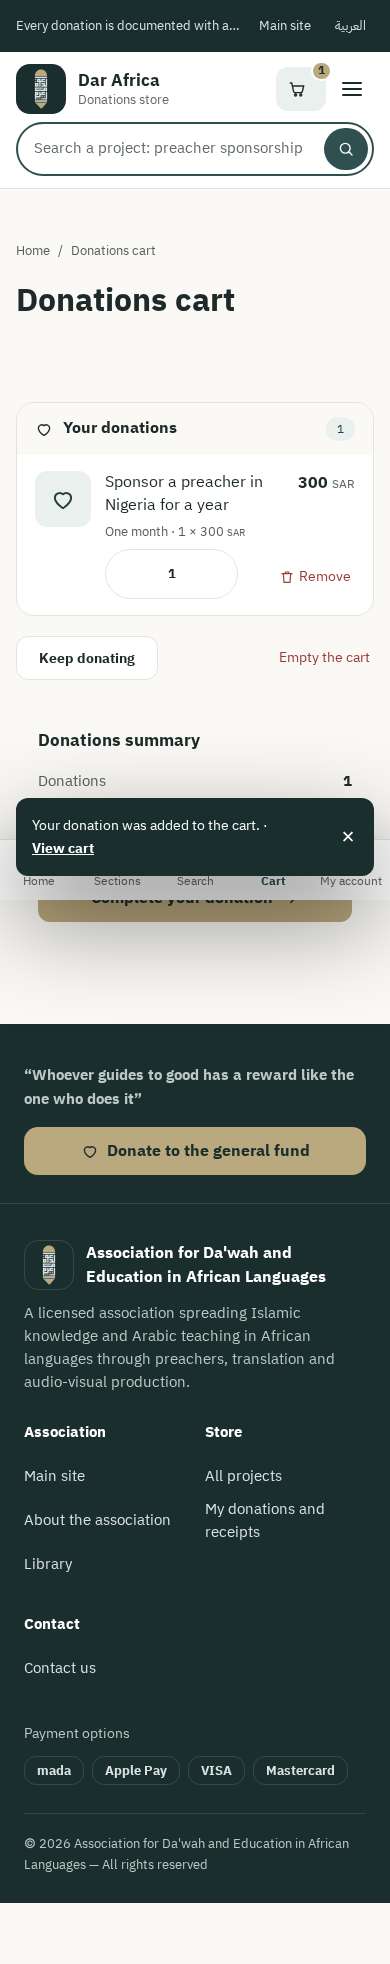 Every donation is documented with a...
Main site
العربية
Dar Africa
Donations store
1
Search a project: preacher sponsorship
Home / Donations cart
Donations cart
Your donations
1
Sponsor a preacher in
Nigeria for a year
300 SAR
One month · 1 × 300 SAR
1
Remove
Keep donating
Empty the cart
Donations summary
Donations
1
Your donation was added to the cart. ·
View cart
×
Home
Sections
Search
Cart
My account
Complete your donation
“Whoever guides to good has a reward like the
one who does it”
Donate to the general fund
Association for Da'wah and
Education in African Languages
A licensed association spreading Islamic
knowledge and Arabic teaching in African
languages through preachers, translation and
audio-visual production.
Association
Main site
About the association
Library
Store
All projects
My donations and
receipts
Contact
Contact us
Payment options
mada
Apple Pay
VISA
Mastercard
© 2026 Association for Da'wah and Education in African
Languages — All rights reserved